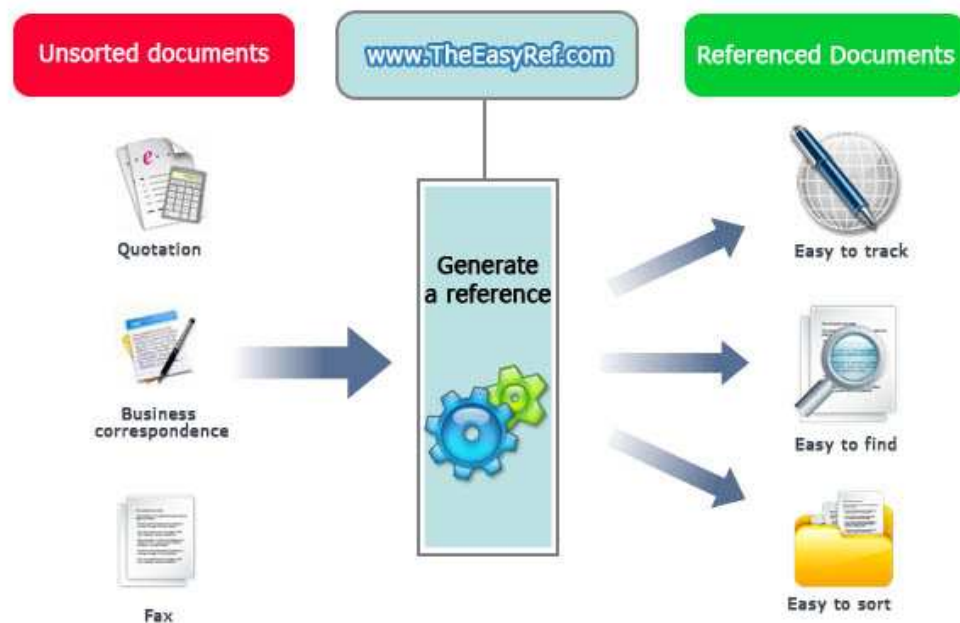 Unsorted documents
www.TheEasyRef.com
Referenced Documents
Quotation
Business
correspondence
Fax
Generate
a reference
Easy to track
Easy to find
Easy to sort